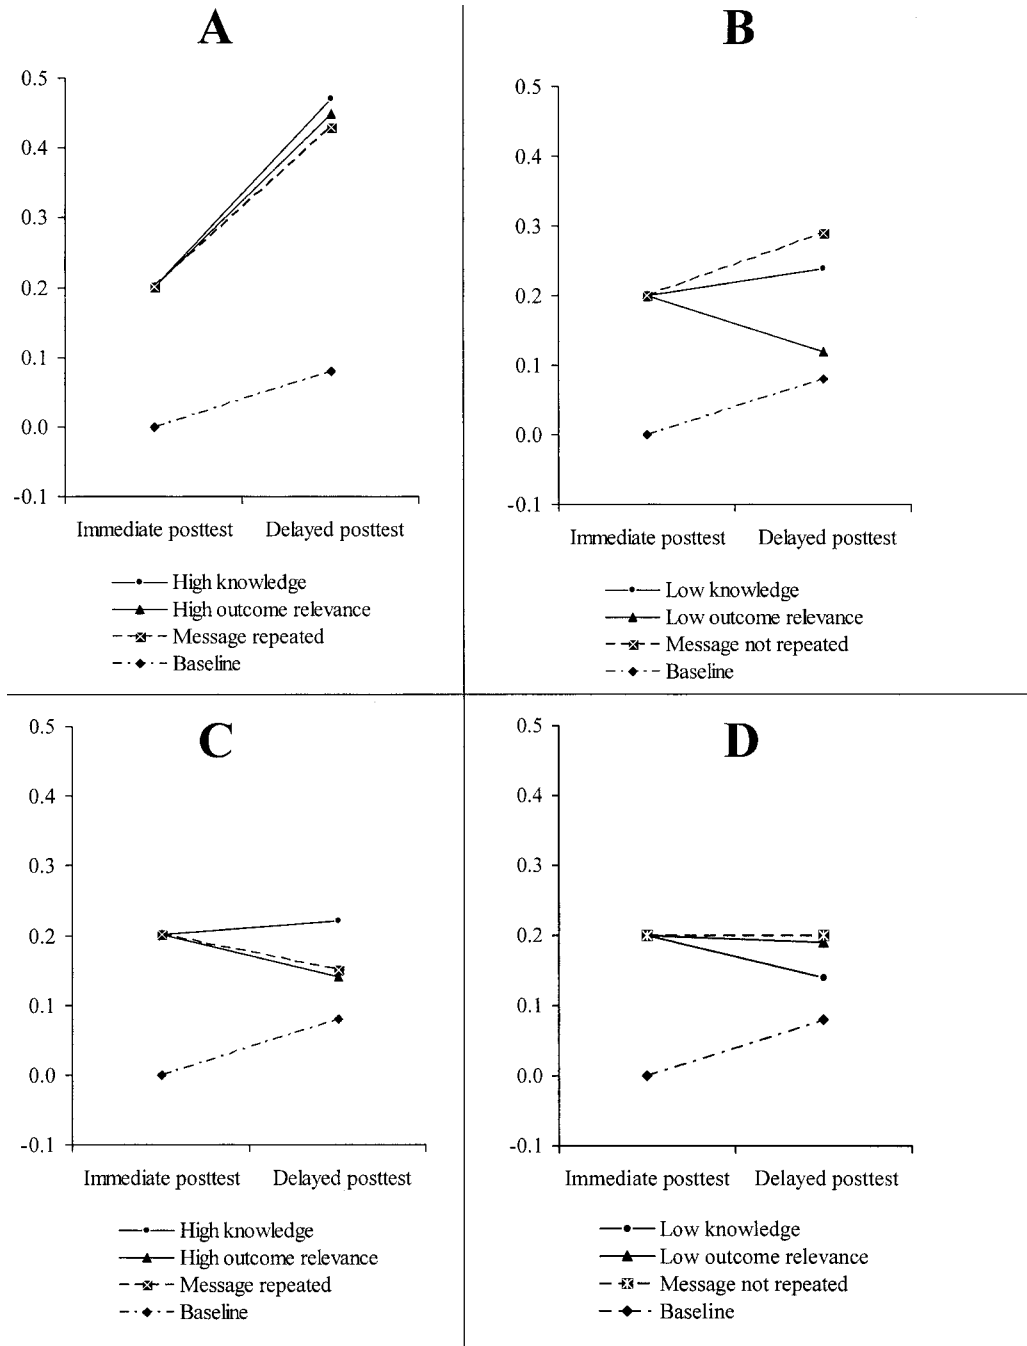 A
0.5
0.4
0.3
0.2
0.1
0.0
-0.1
Immediate posttest Delayed posttest
High knowledge
High outcome relevance
Message repeated
Baseline
B
0.5
0.4
0.3
0.2
0.1
0.0
-0.1
Immediate posttest Delayed posttest
Low knowledge
Low outcome relevance
Message not repeated
Baseline
C
0.5
0.4
0.3
0.2
0.1
0.0
-0.1
Immediate posttest Delayed posttest
High knowledge
High outcome relevance
Message repeated
Baseline
D
0.5
0.4
0.3
0.2
0.1
0.0
-0.1
Immediate posttest Delayed posttest
Low knowledge
Low outcome relevance
Message not repeated
Baseline